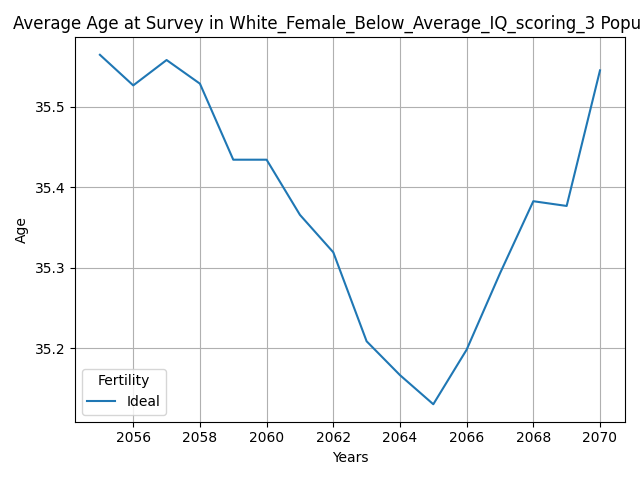 Average Age at Survey in White_Female_Below_Average_IQ_scoring_3 Popu
35.5
35.4
35.3
35.2
Age
Fertility
Ideal
2056 2058 2060 2062 2064 2066 2068 2070
Years